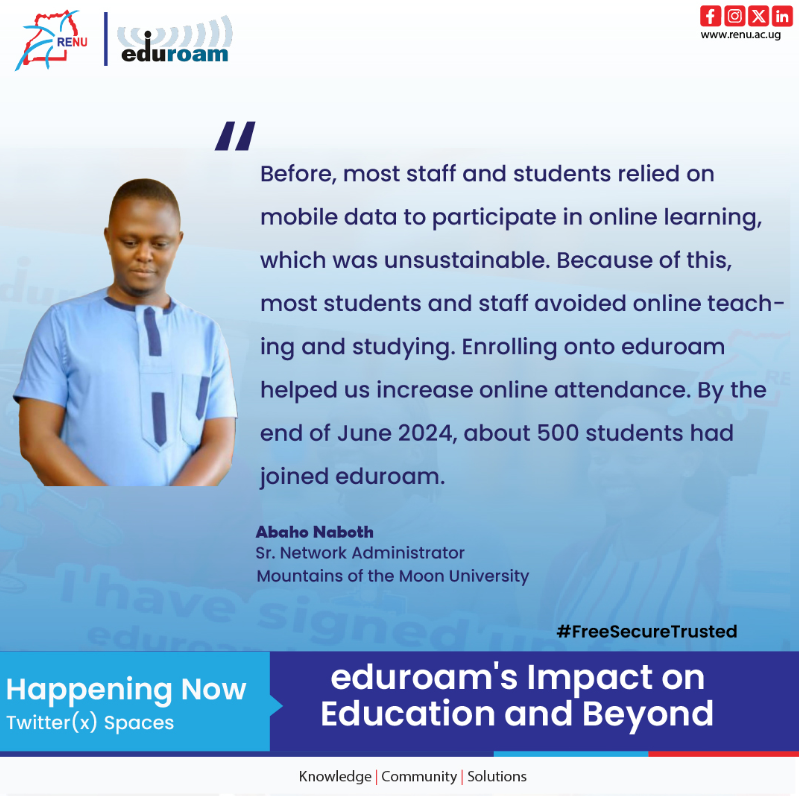 RENU
eduroam
www.renu.ac.ug
"
Before, most staff and students relied on
mobile data to participate in online learning,
which was unsustainable. Because of this,
most students and staff avoided online teach-
ing and studying. Enrolling onto eduroam
helped us increase online attendance. By the
end of June 2024, about 500 students had
joined eduroam.
Abaho Naboth
Sr. Network Administrator
Mountains of the Moon University
I have signed up
eduroam
#FreeSecureTrusted
Happening Now
Twitter(x) Spaces
eduroam's Impact on
Education and Beyond
Knowledge | Community | Solutions